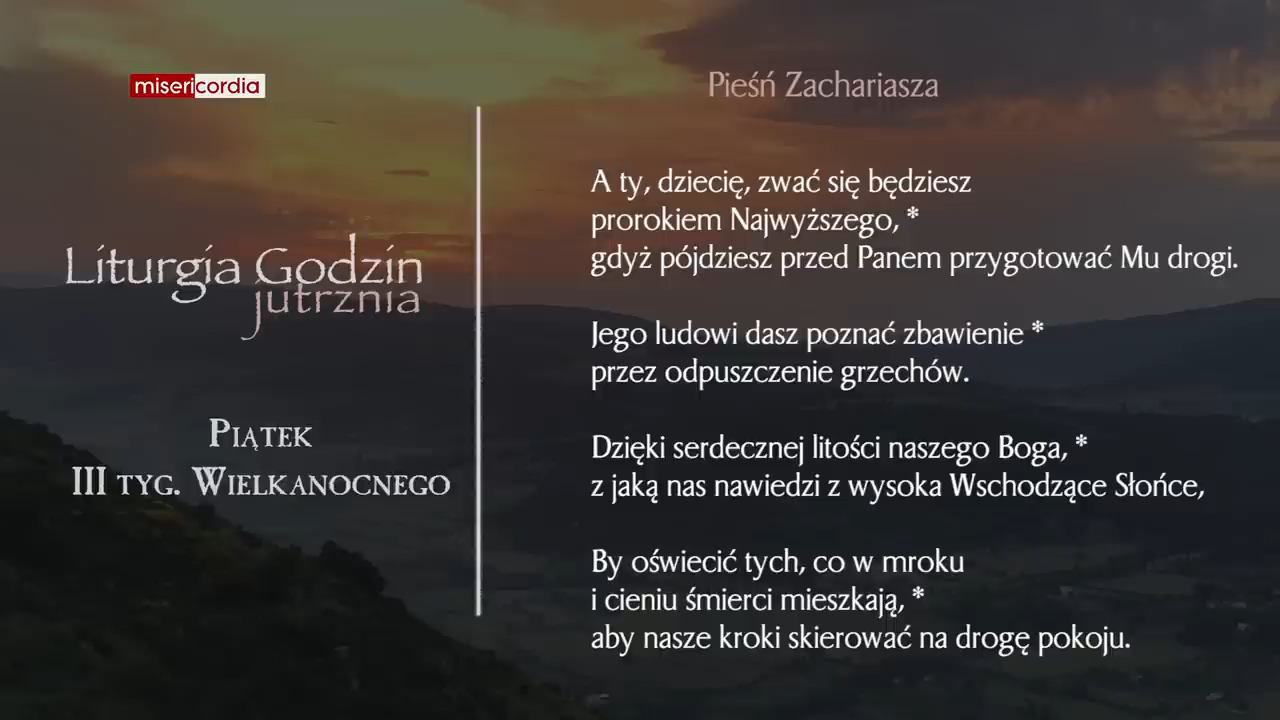 misericordia
Pieśń Zachariasza
Liturgia Godzin
jutrznia
Piątek
III tyg. Wielkanocnego
A ty, dziecię, zwać się będziesz
prorokiem Najwyższego, *
gdyż pójdziesz przed Panem przygotować Mu drogi.
Jego ludowi dasz poznać zbawienie *
przez odpuszczenie grzechów.
Dzięki serdecznej litości naszego Boga, *
z jaką nas nawiedzi z wysoka Wschodzące Słońce,
By oświecić tych, co w mroku
i cieniu śmierci mieszkają, *
aby nasze kroki skierować na drogę pokoju.